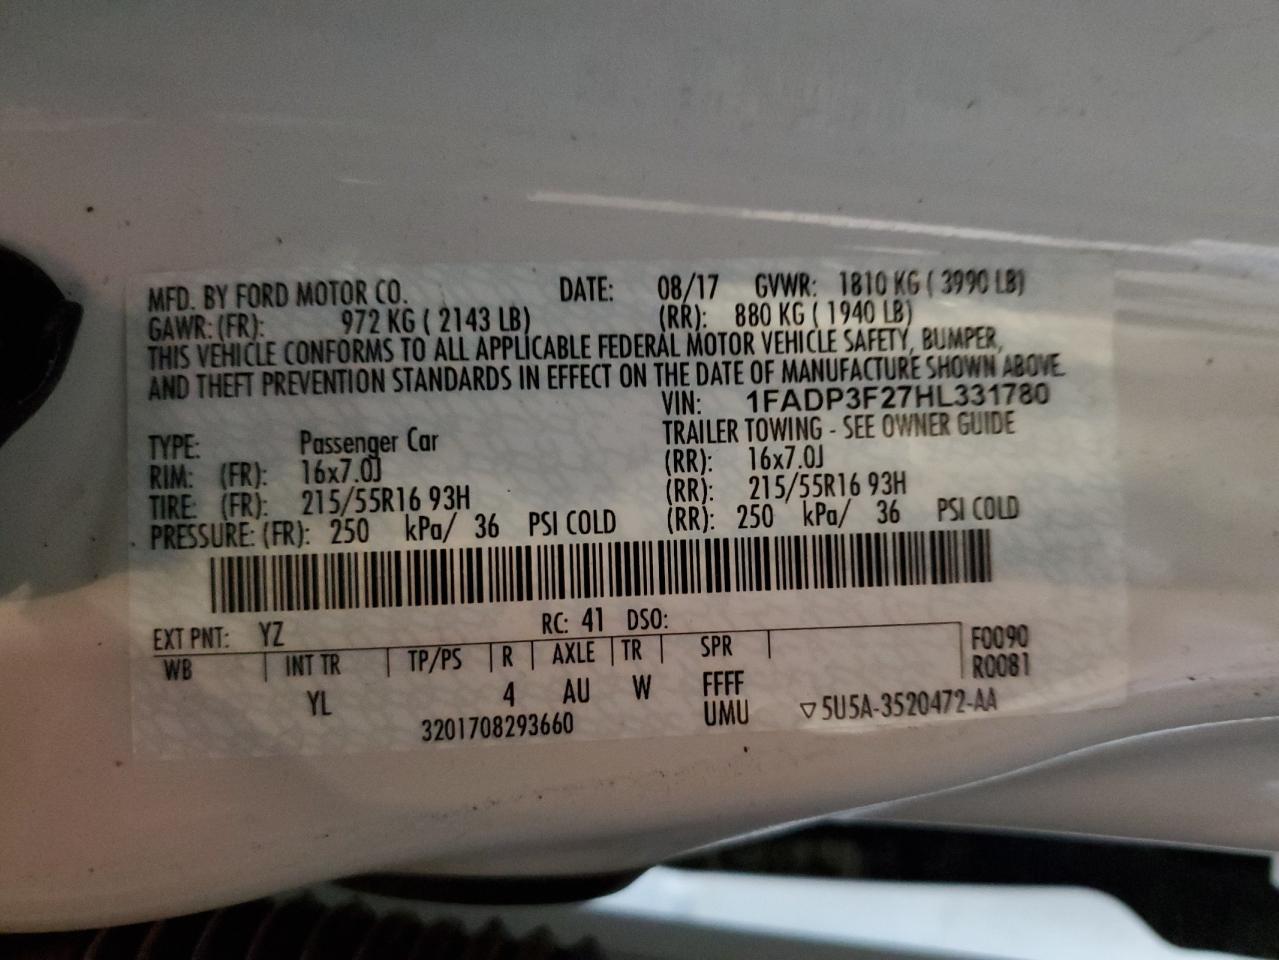 MFD. BY FORD MOTOR CO. DATE: 08/17 GVWR: 1810 KG ( 3990 LB)
GAWR: (FR): 972 KG ( 2143 LB) (RR): 880 KG ( 1940 LB)
THIS VEHICLE CONFORMS TO ALL APPLICABLE FEDERAL MOTOR VEHICLE SAFETY, BUMPER,
AND THEFT PREVENTION STANDARDS IN EFFECT ON THE DATE OF MANUFACTURE SHOWN ABOVE.
VIN: 1FADP3F27HL331780
TYPE: Passenger Car TRAILER TOWING - SEE OWNER GUIDE
RIM: (FR): 16x7.0J (RR): 16x7.0J
TIRE: (FR): 215/55R16 93H (RR): 215/55R16 93H
PRESSURE: (FR): 250 kPa/ 36 PSI COLD (RR): 250 kPa/ 36 PSI COLD
EXT PNT: YZ RC: 41 DSO:
WB INT TR TP/PS R AXLE TR SPR F0090
R0081
YL 4 AU W FFFF
UMU ▽5U5A-3520472-AA
3201708293660